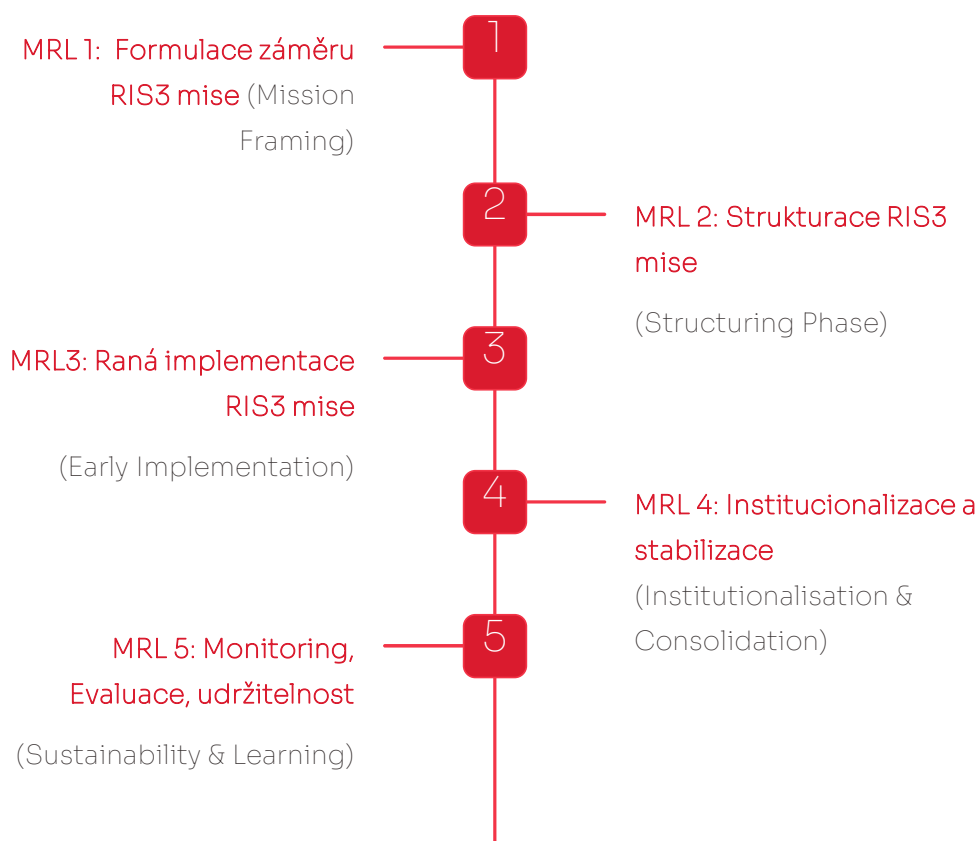 1
MRL 1: Formulace záměru
RIS3 mise (Mission
Framing)
2
MRL 2: Strukturace RIS3
mise
(Structuring Phase)
3
MRL3: Raná implementace
RIS3 mise
(Early Implementation)
4
MRL 4: Institucionalizace a
stabilizace
(Institutionalisation &
Consolidation)
5
MRL 5: Monitoring,
Evaluace, udržitelnost
(Sustainability & Learning)